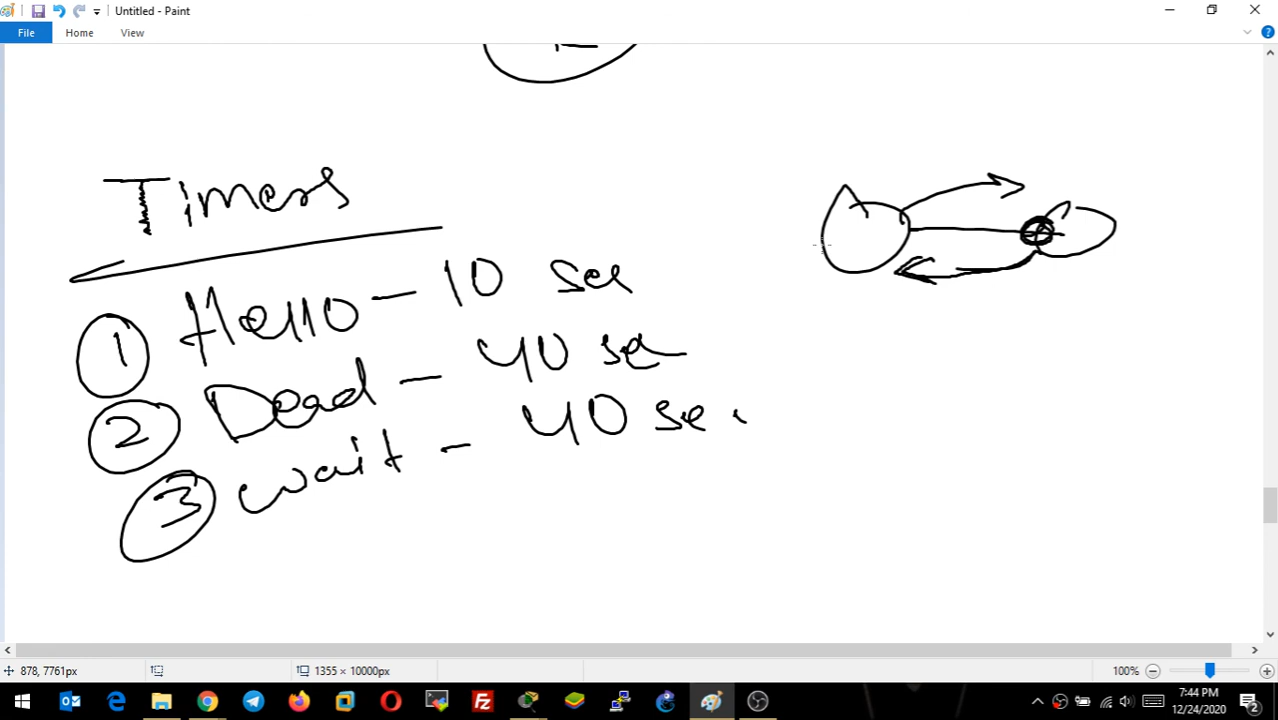 Untitled - Paint
File Home View
Timers
1 Hello - 10 sec
2 Dead - 40 sec
3 wait - 40 sec
878, 7761px
1355 × 10000px
100%
7:44 PM
12/24/2020
2